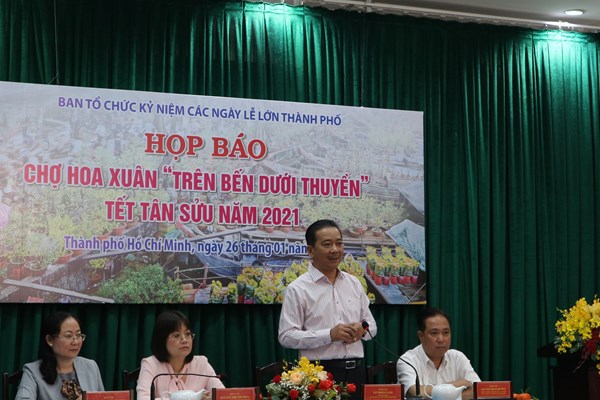 BAN TỔ CHỨC KỶ NIỆM CÁC NGÀY LỄ LỚN THÀNH PHỐ
HỌP BÁO
CHỢ HOA XUÂN “TRÊN BẾN DƯỚI THUYỀN”
TẾT TÂN SỬU NĂM 2021
Thành phố Hồ Chí Minh, ngày 26 tháng 01 năm